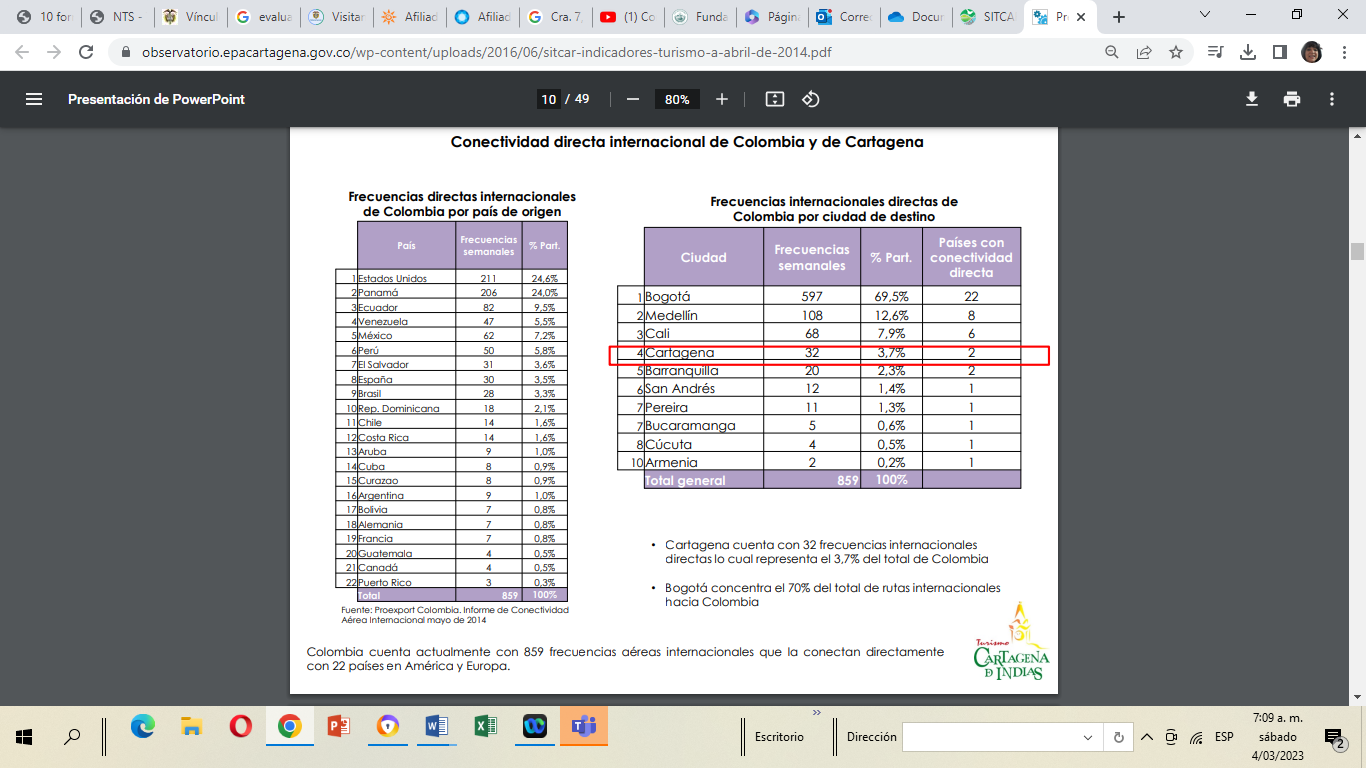 10 for
NTS -
Víncul
evalua
Visitar
Afiliad
Afiliad
Cra. 7,
(1) Co
Funda
Página
Correo
Docur
SITCA
Pre
observatorio.epacartagena.gov.co/wp-content/uploads/2016/06/sitcar-indicadores-turismo-a-abril-de-2014.pdf
Presentación de PowerPoint
10 / 49
80%
Conectividad directa internacional de Colombia y de Cartagena
Frecuencias directas internacionales
de Colombia por país de origen
País Frecuencias semanales % Part.
1 Estados Unidos 211 24,6%
2 Panamá 206 24,0%
3 Ecuador 82 9,5%
4 Venezuela 47 5,5%
5 México 62 7,2%
6 Perú 50 5,8%
7 El Salvador 31 3,6%
8 España 30 3,5%
9 Brasil 28 3,3%
10 Rep. Dominicana 18 2,1%
11 Chile 14 1,6%
12 Costa Rica 14 1,6%
13 Aruba 9 1,0%
14 Cuba 8 0,9%
15 Curazao 8 0,9%
16 Argentina 9 1,0%
17 Bolivia 7 0,8%
18 Alemania 7 0,8%
19 Francia 7 0,8%
20 Guatemala 4 0,5%
21 Canadá 4 0,5%
22 Puerto Rico 3 0,3%
Total 859 100%
Fuente: Proexport Colombia. Informe de Conectividad
Aérea Internacional mayo de 2014
Frecuencias internacionales directas de
Colombia por ciudad de destino
Ciudad Frecuencias semanales % Part. Países con conectividad directa
1 Bogotá 597 69,5% 22
2 Medellín 108 12,6% 8
3 Cali 68 7,9% 6
4 Cartagena 32 3,7% 2
5 Barranquilla 20 2,3% 2
6 San Andrés 12 1,4% 1
7 Pereira 11 1,3% 1
7 Bucaramanga 5 0,6% 1
8 Cúcuta 4 0,5% 1
10 Armenia 2 0,2% 1
Total general 859 100%
• Cartagena cuenta con 32 frecuencias internacionales
directas lo cual representa el 3,7% del total de Colombia
• Bogotá concentra el 70% del total de rutas internacionales
hacia Colombia
Turismo
CARTAGENA
D INDIAS
Colombia cuenta actualmente con 859 frecuencias aéreas internacionales que la conectan directamente
con 22 países en América y Europa.
Escritorio
Dirección
ESP
7:09 a. m.
sábado
4/03/2023
2